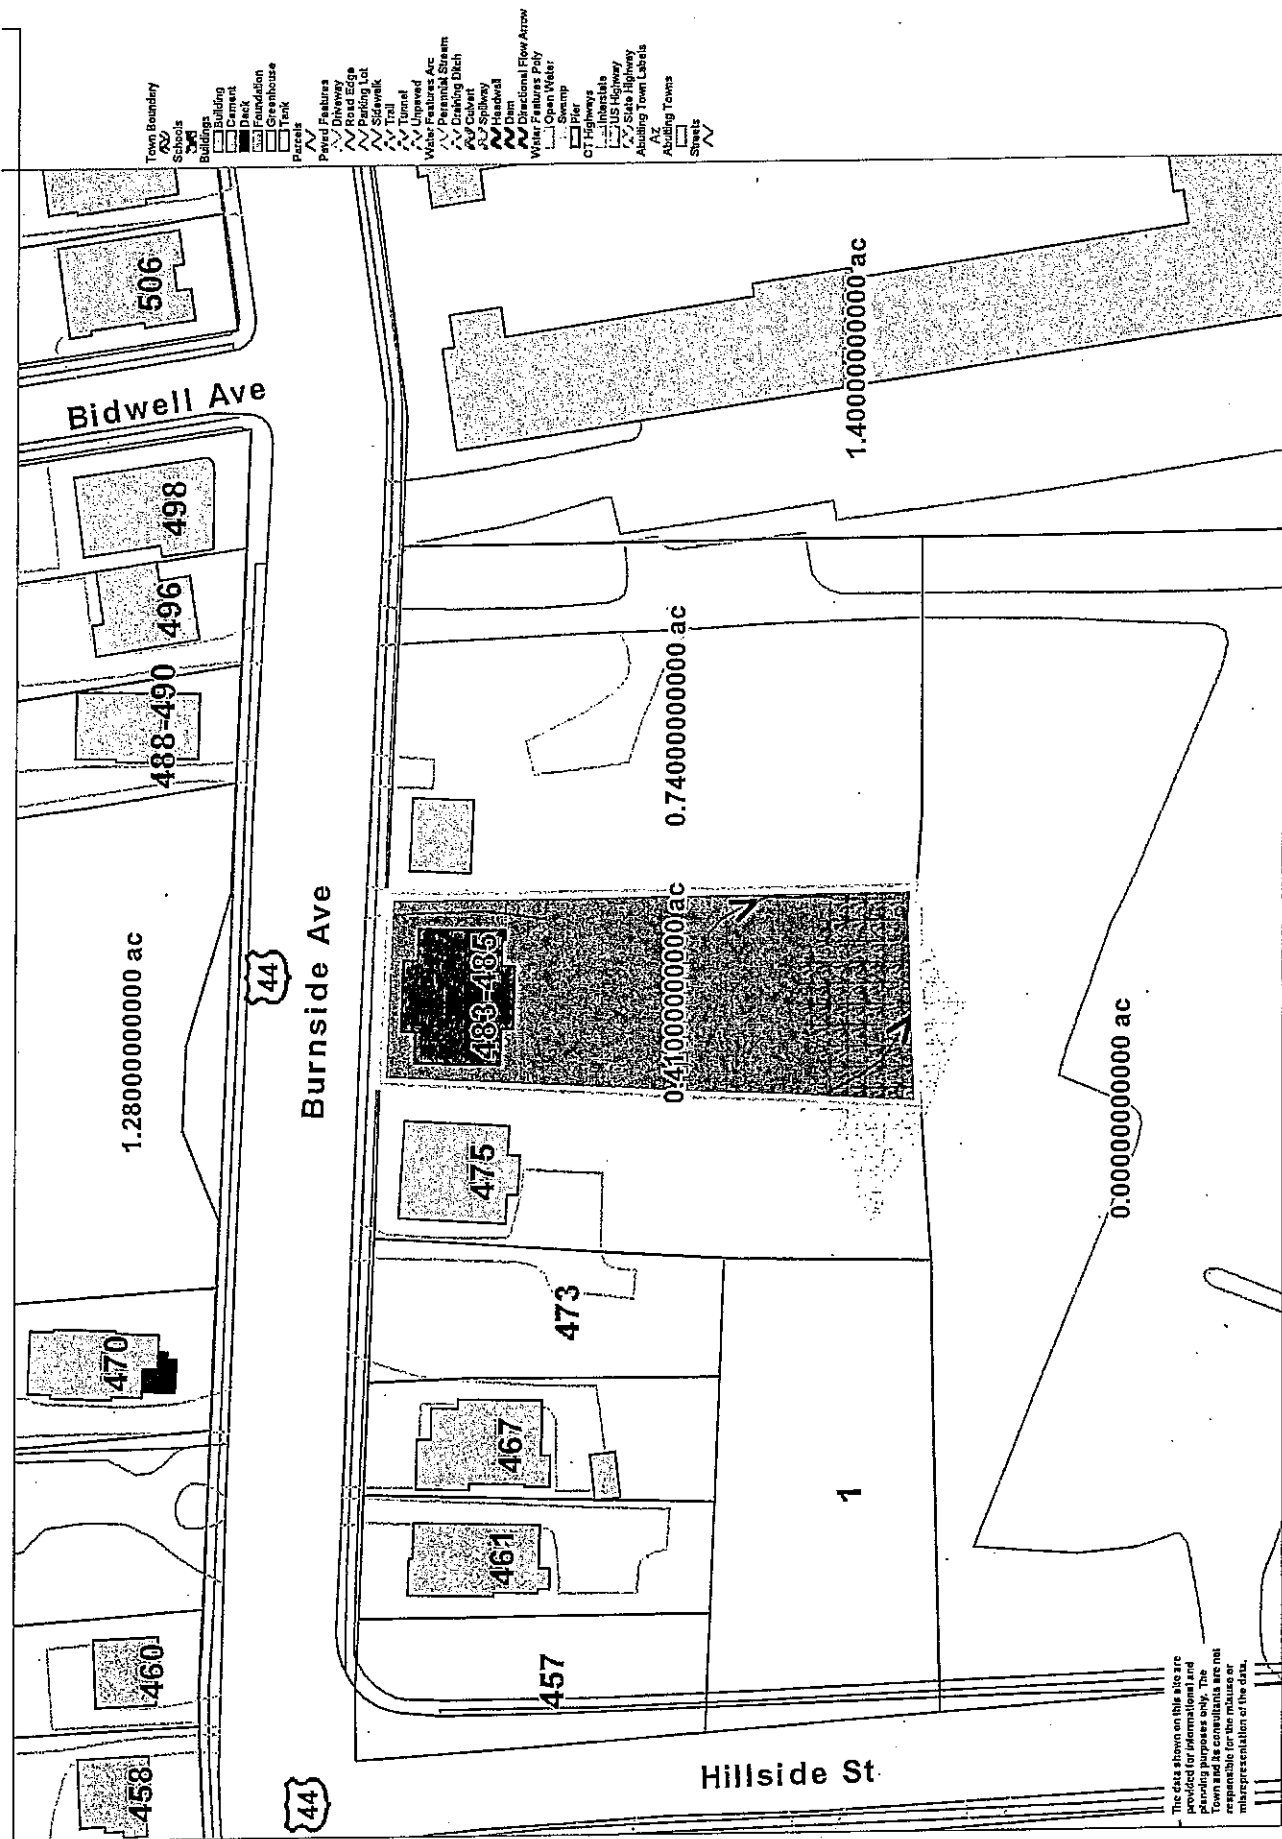 Town Boundary
Schools
Buildings
Building
Cement
Deck
Foundation
Greenhouse
Tank
Parcels
Paved Features
Driveway
Road Edge
Parking Lot
Sidewalk
Trail
Tunnel
Unpaved
Water Features Arc
Perennial Stream
Draining Ditch
Culvert
Spillway
Headwall
Dam
Directional Flow Arrow
Water Features Poly
Open Water
Swamp
Pier
CT Highways
Interstate
US Highway
State Highway
Abutting Town Labels
AZ
Abutting Towns
Streets
458
460
470
1.28000000000 ac
488-490
496
498
Bidwell Ave
506
44
44
Burnside Ave
457
461
467
473
475
483-485
0.41000000000 ac
0.74000000000 ac
1.40000000000 ac
1
0.00000000000 ac
Hillside St
The data shown on this site are
provided for informational and
planning purposes only. The
Town and its consultants are not
responsible for the misuse or
misrepresentation of the data.